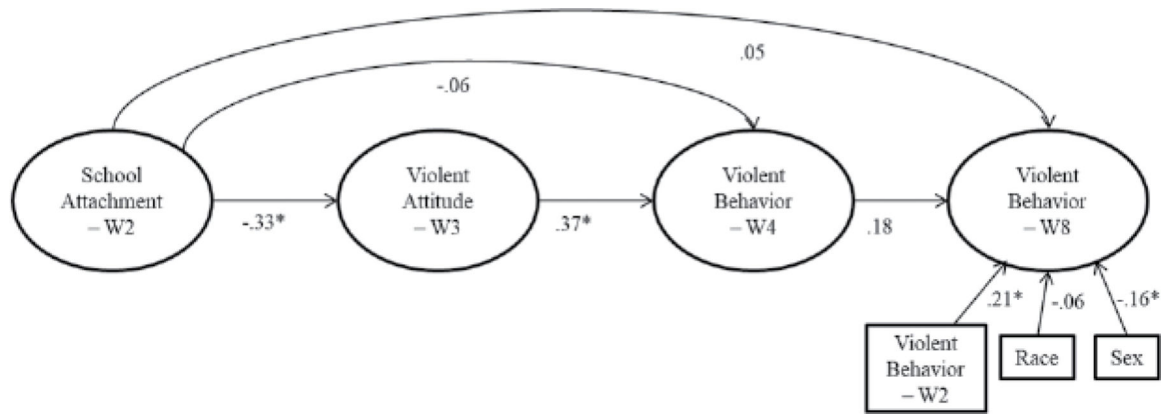 .05
-.06
School
Attachment
– W2
-.33*
Violent
Attitude
– W3
.37*
Violent
Behavior
– W4
.18
Violent
Behavior
– W8
.21*
-.06
-.16*
Violent
Behavior
– W2
Race
Sex